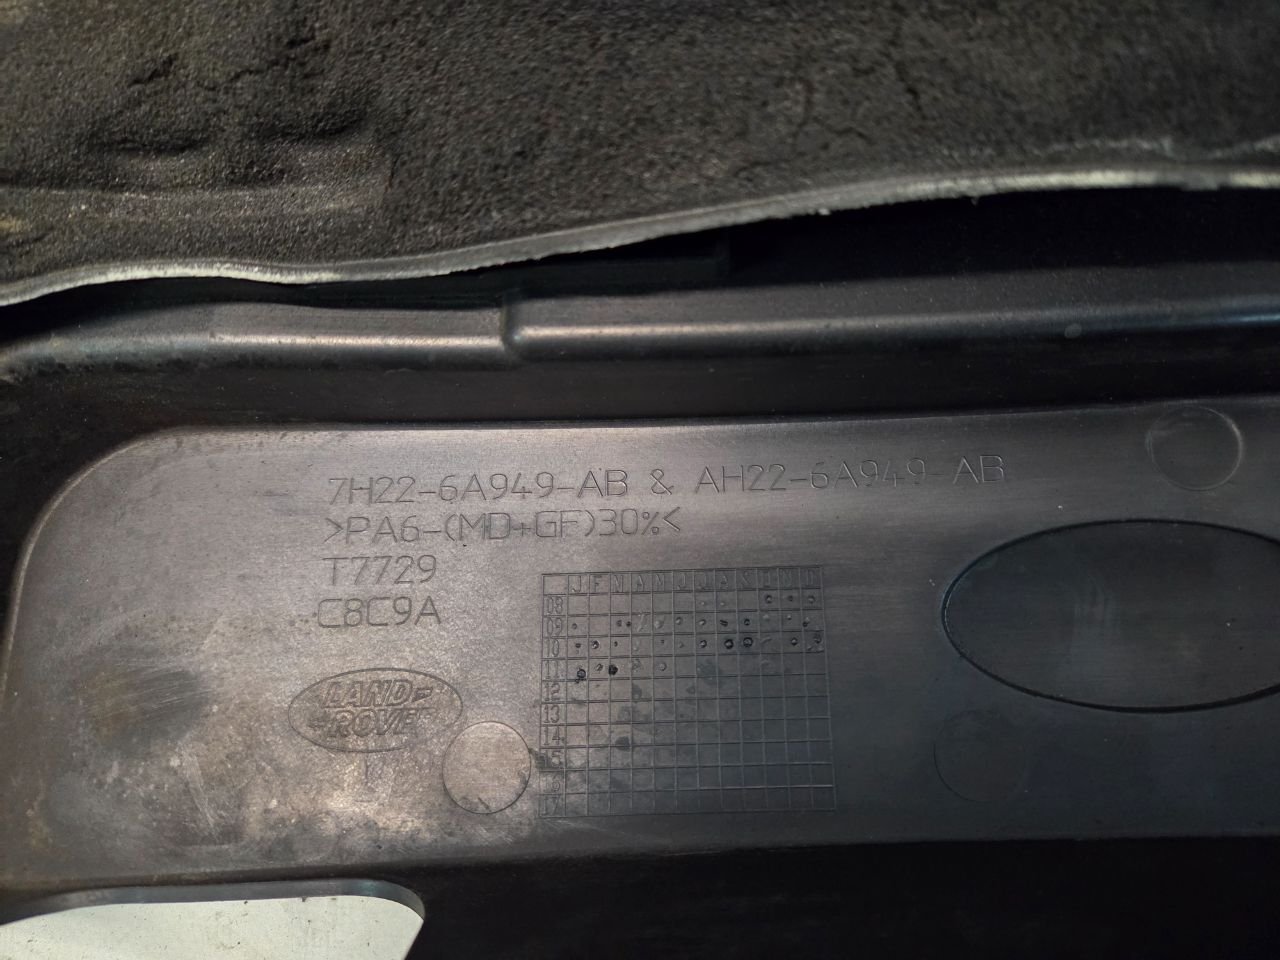 7H22-6A949-AB & AH22-6A949-AB
>PA6-(MD+GF)30%<
T7729
C8C9A
J F M A M J J A S O N D
08
09
10
11
12
13
14
15
16
17
LAND-
-ROVER